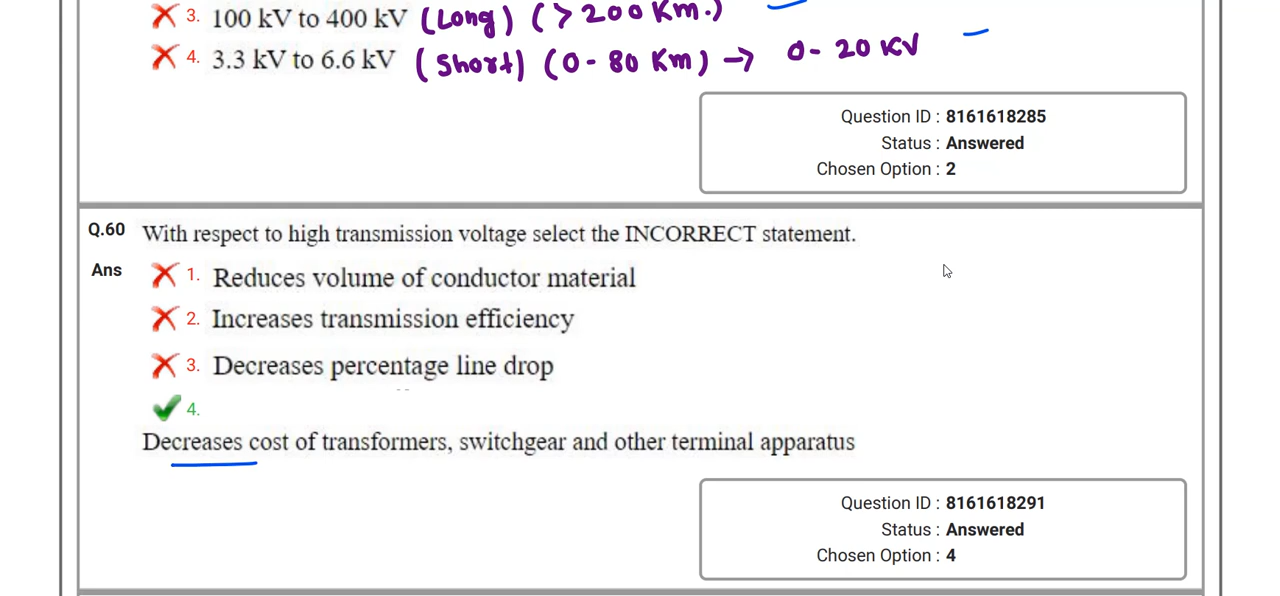 3. 100 kV to 400 kV (Long) (>200 Km.)
4. 3.3 kV to 6.6 kV (Short) (0-80 Km) → 0-20 KV
Question ID : 8161618285
Status : Answered
Chosen Option : 2
Q.60 With respect to high transmission voltage select the INCORRECT statement.
Ans 1. Reduces volume of conductor material
2. Increases transmission efficiency
3. Decreases percentage line drop
4.
Decreases cost of transformers, switchgear and other terminal apparatus
Question ID : 8161618291
Status : Answered
Chosen Option : 4